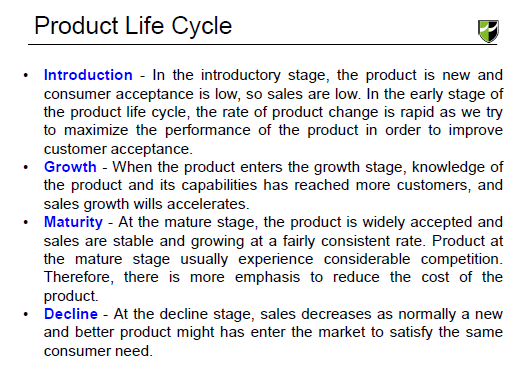 Product Life Cycle
• Introduction - In the introductory stage, the product is new and
consumer acceptance is low, so sales are low. In the early stage of
the product life cycle, the rate of product change is rapid as we try
to maximize the performance of the product in order to improve
customer acceptance.
• Growth - When the product enters the growth stage, knowledge of
the product and its capabilities has reached more customers, and
sales growth wills accelerates.
• Maturity - At the mature stage, the product is widely accepted and
sales are stable and growing at a fairly consistent rate. Product at
the mature stage usually experience considerable competition.
Therefore, there is more emphasis to reduce the cost of the
product.
• Decline - At the decline stage, sales decreases as normally a new
and better product might has enter the market to satisfy the same
consumer need.